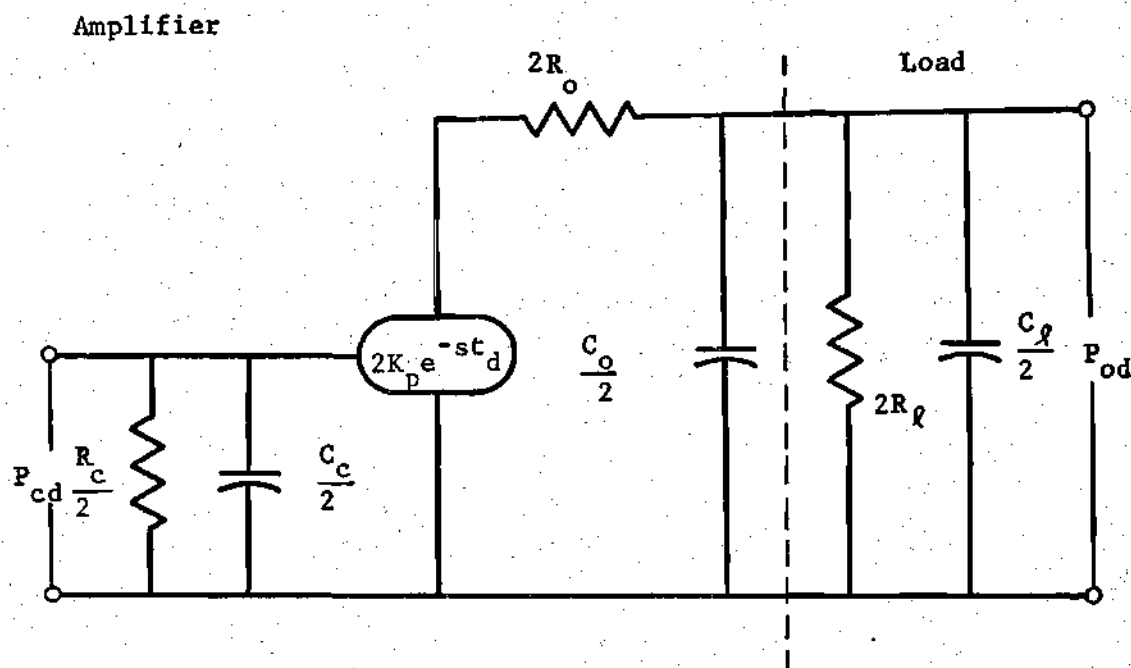 Amplifier
2R_o
Load
2K_p e^{-st_d}
C_o/2
C_ℓ/2
P_od
2R_ℓ
P_cd
R_c/2
C_c/2